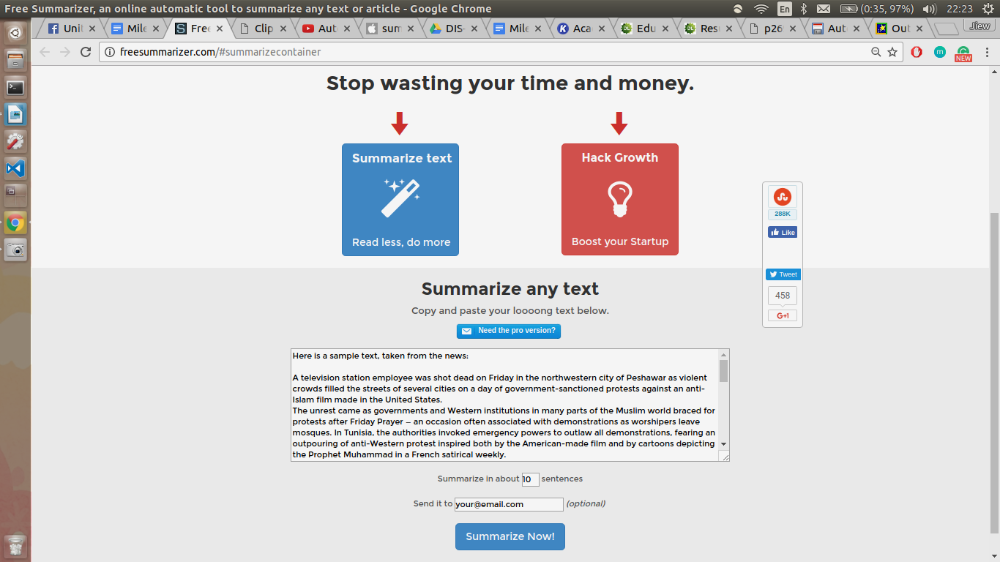 Free Summarizer, an online automatic tool to summarize any text or article - Google Chrome
En
(0:35, 97%)
22:23
Unit
Mile
Free
Clip
Aut
sum
DIS-
Mile
Aca
Edu
Res
p26
Aut
Out
Jiew
freesummarizer.com/#summarizecontainer
m
NEW
Stop wasting your time and money.
Summarize text
Read less, do more
Hack Growth
Boost your Startup
288K
Like
Tweet
458
G+1
Summarize any text
Copy and paste your loooong text below.
Need the pro version?
Here is a sample text, taken from the news:
A television station employee was shot dead on Friday in the northwestern city of Peshawar as violent
crowds filled the streets of several cities on a day of government-sanctioned protests against an anti-
Islam film made in the United States.
The unrest came as governments and Western institutions in many parts of the Muslim world braced for
protests after Friday Prayer — an occasion often associated with demonstrations as worshipers leave
mosques. In Tunisia, the authorities invoked emergency powers to outlaw all demonstrations, fearing an
outpouring of anti-Western protest inspired both by the American-made film and by cartoons depicting
the Prophet Muhammad in a French satirical weekly.
Summarize in about 10 sentences
Send it to your@email.com (optional)
Summarize Now!